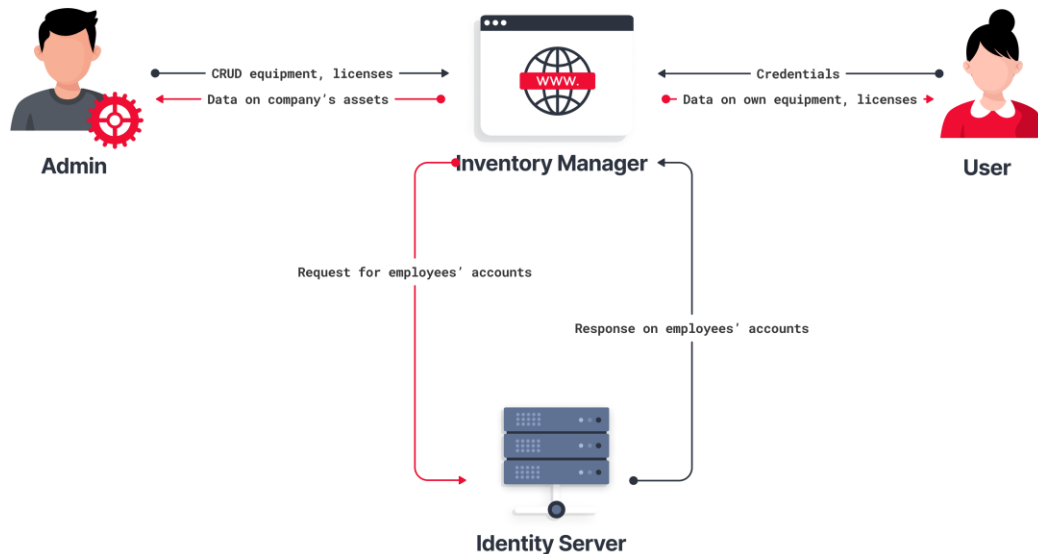 WWW.
CRUD equipment, licenses
Credentials
Data on company’s assets
Data on own equipment, licenses
Admin
Inventory Manager
User
Request for employees’ accounts
Response on employees’ accounts
Identity Server